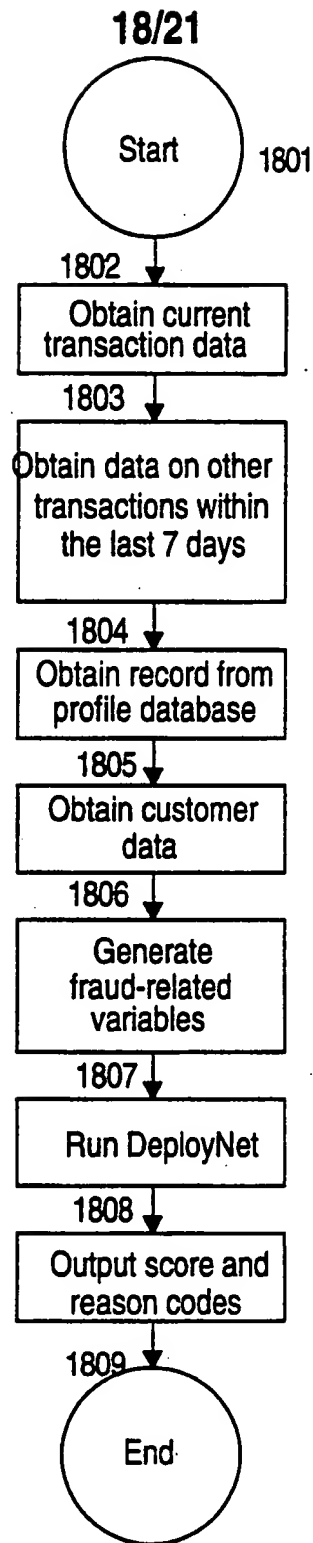 18/21
Start
1801
1802
Obtain current
transaction data
1803
Obtain data on other
transactions within
the last 7 days
1804
Obtain record from
profile database
1805
Obtain customer
data
1806
Generate
fraud-related
variables
1807
Run DeployNet
1808
Output score and
reason codes
1809
End